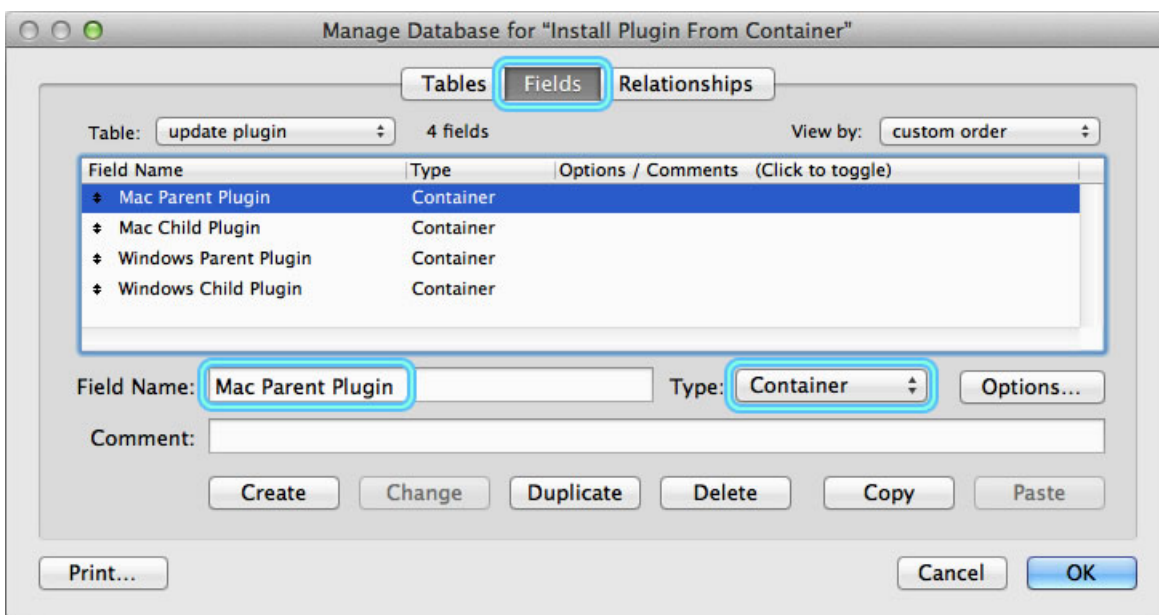 Manage Database for “Install Plugin From Container”
Tables Fields Relationships
Table: update plugin 4 fields View by: custom order
Field Name Type Options / Comments (Click to toggle)
Mac Parent Plugin Container
Mac Child Plugin Container
Windows Parent Plugin Container
Windows Child Plugin Container
Field Name: Mac Parent Plugin Type: Container Options...
Comment:
Create Change Duplicate Delete Copy Paste
Print... Cancel OK